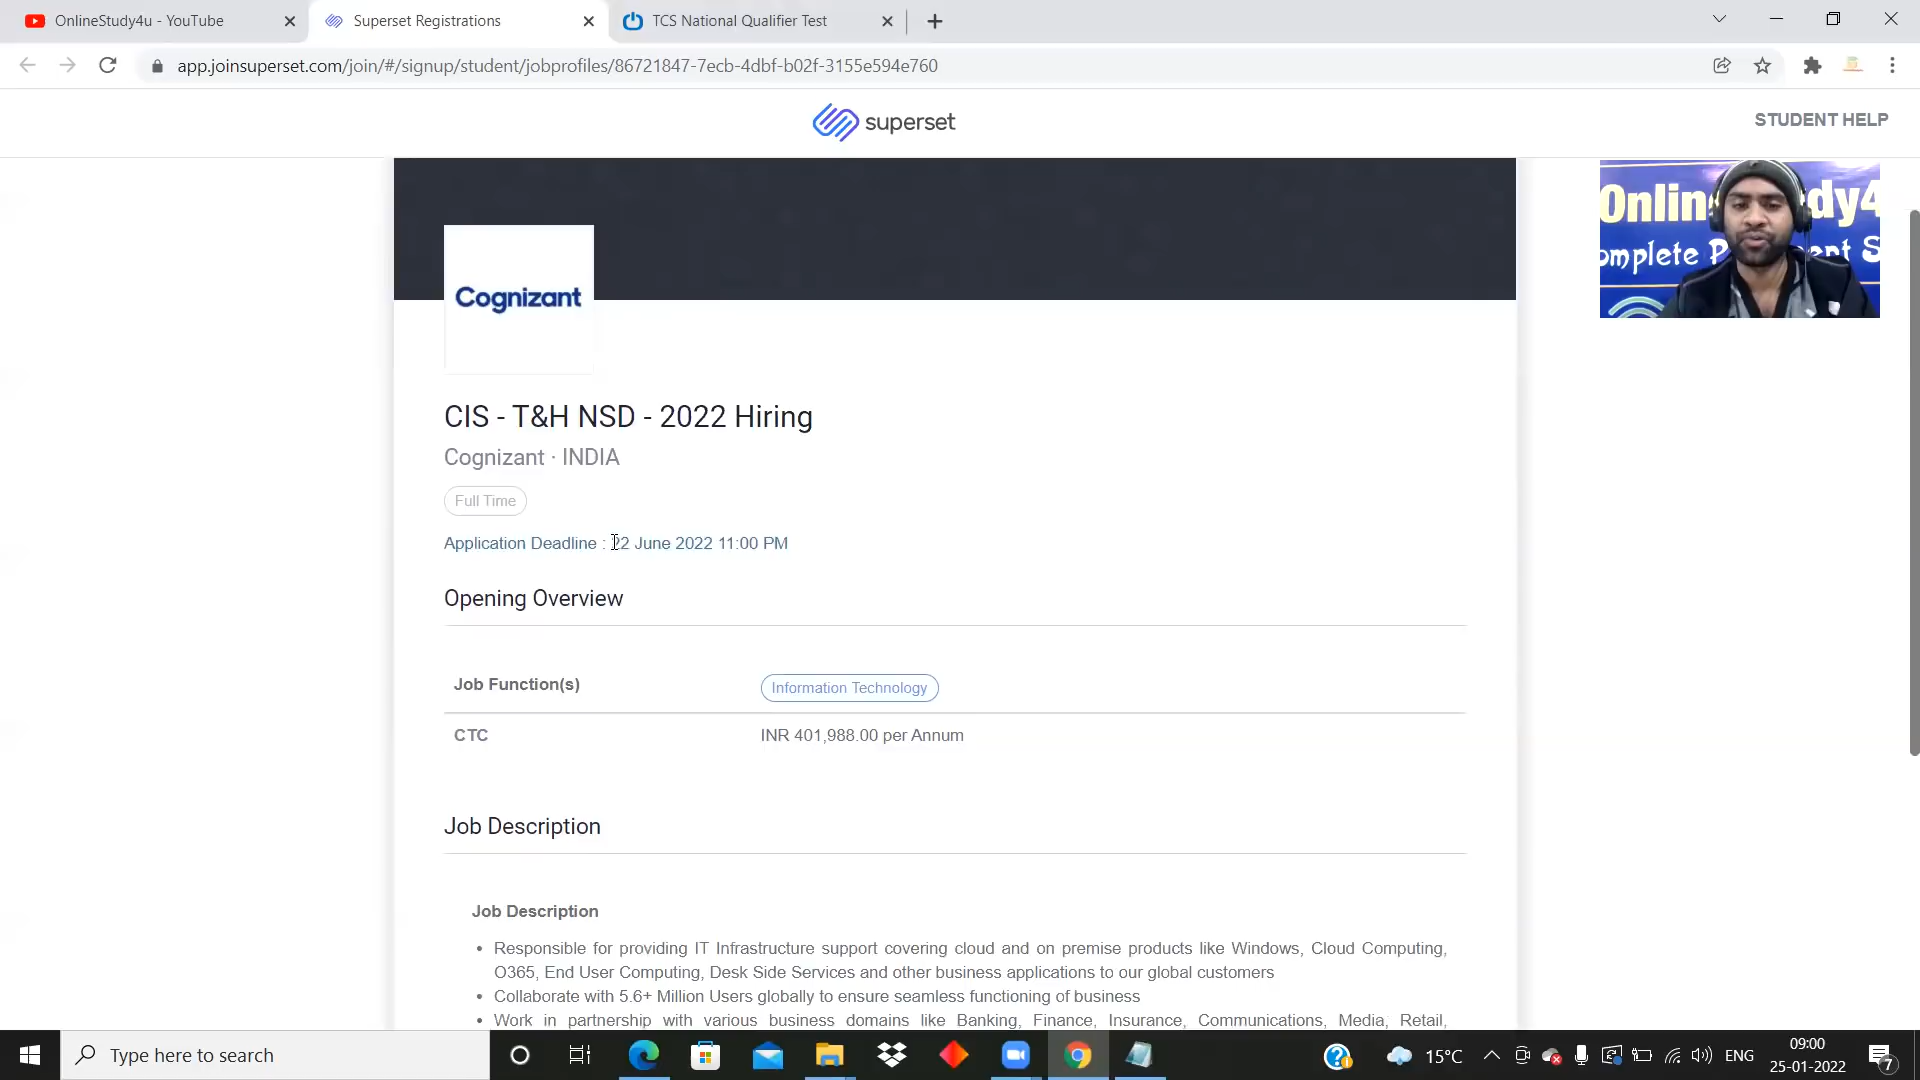 OnlineStudy4u - YouTube
Superset Registrations
TCS National Qualifier Test
app.joinsuperset.com/join/#/signup/student/jobprofiles/86721847-7ecb-4dbf-b02f-3155e594e760
superset
STUDENT HELP
Cognizant
CIS - T&H NSD - 2022 Hiring
Cognizant · INDIA
Full Time
Application Deadline : 22 June 2022 11:00 PM
Opening Overview
Job Function(s)
Information Technology
CTC
INR 401,988.00 per Annum
Job Description
Job Description
• Responsible for providing IT Infrastructure support covering cloud and on premise products like Windows, Cloud Computing,
O365, End User Computing, Desk Side Services and other business applications to our global customers
• Collaborate with 5.6+ Million Users globally to ensure seamless functioning of business
• Work in partnership with various business domains like Banking, Finance, Insurance, Communications, Media, Retail,
Type here to search
15°C
ENG
09:00
25-01-2022
7